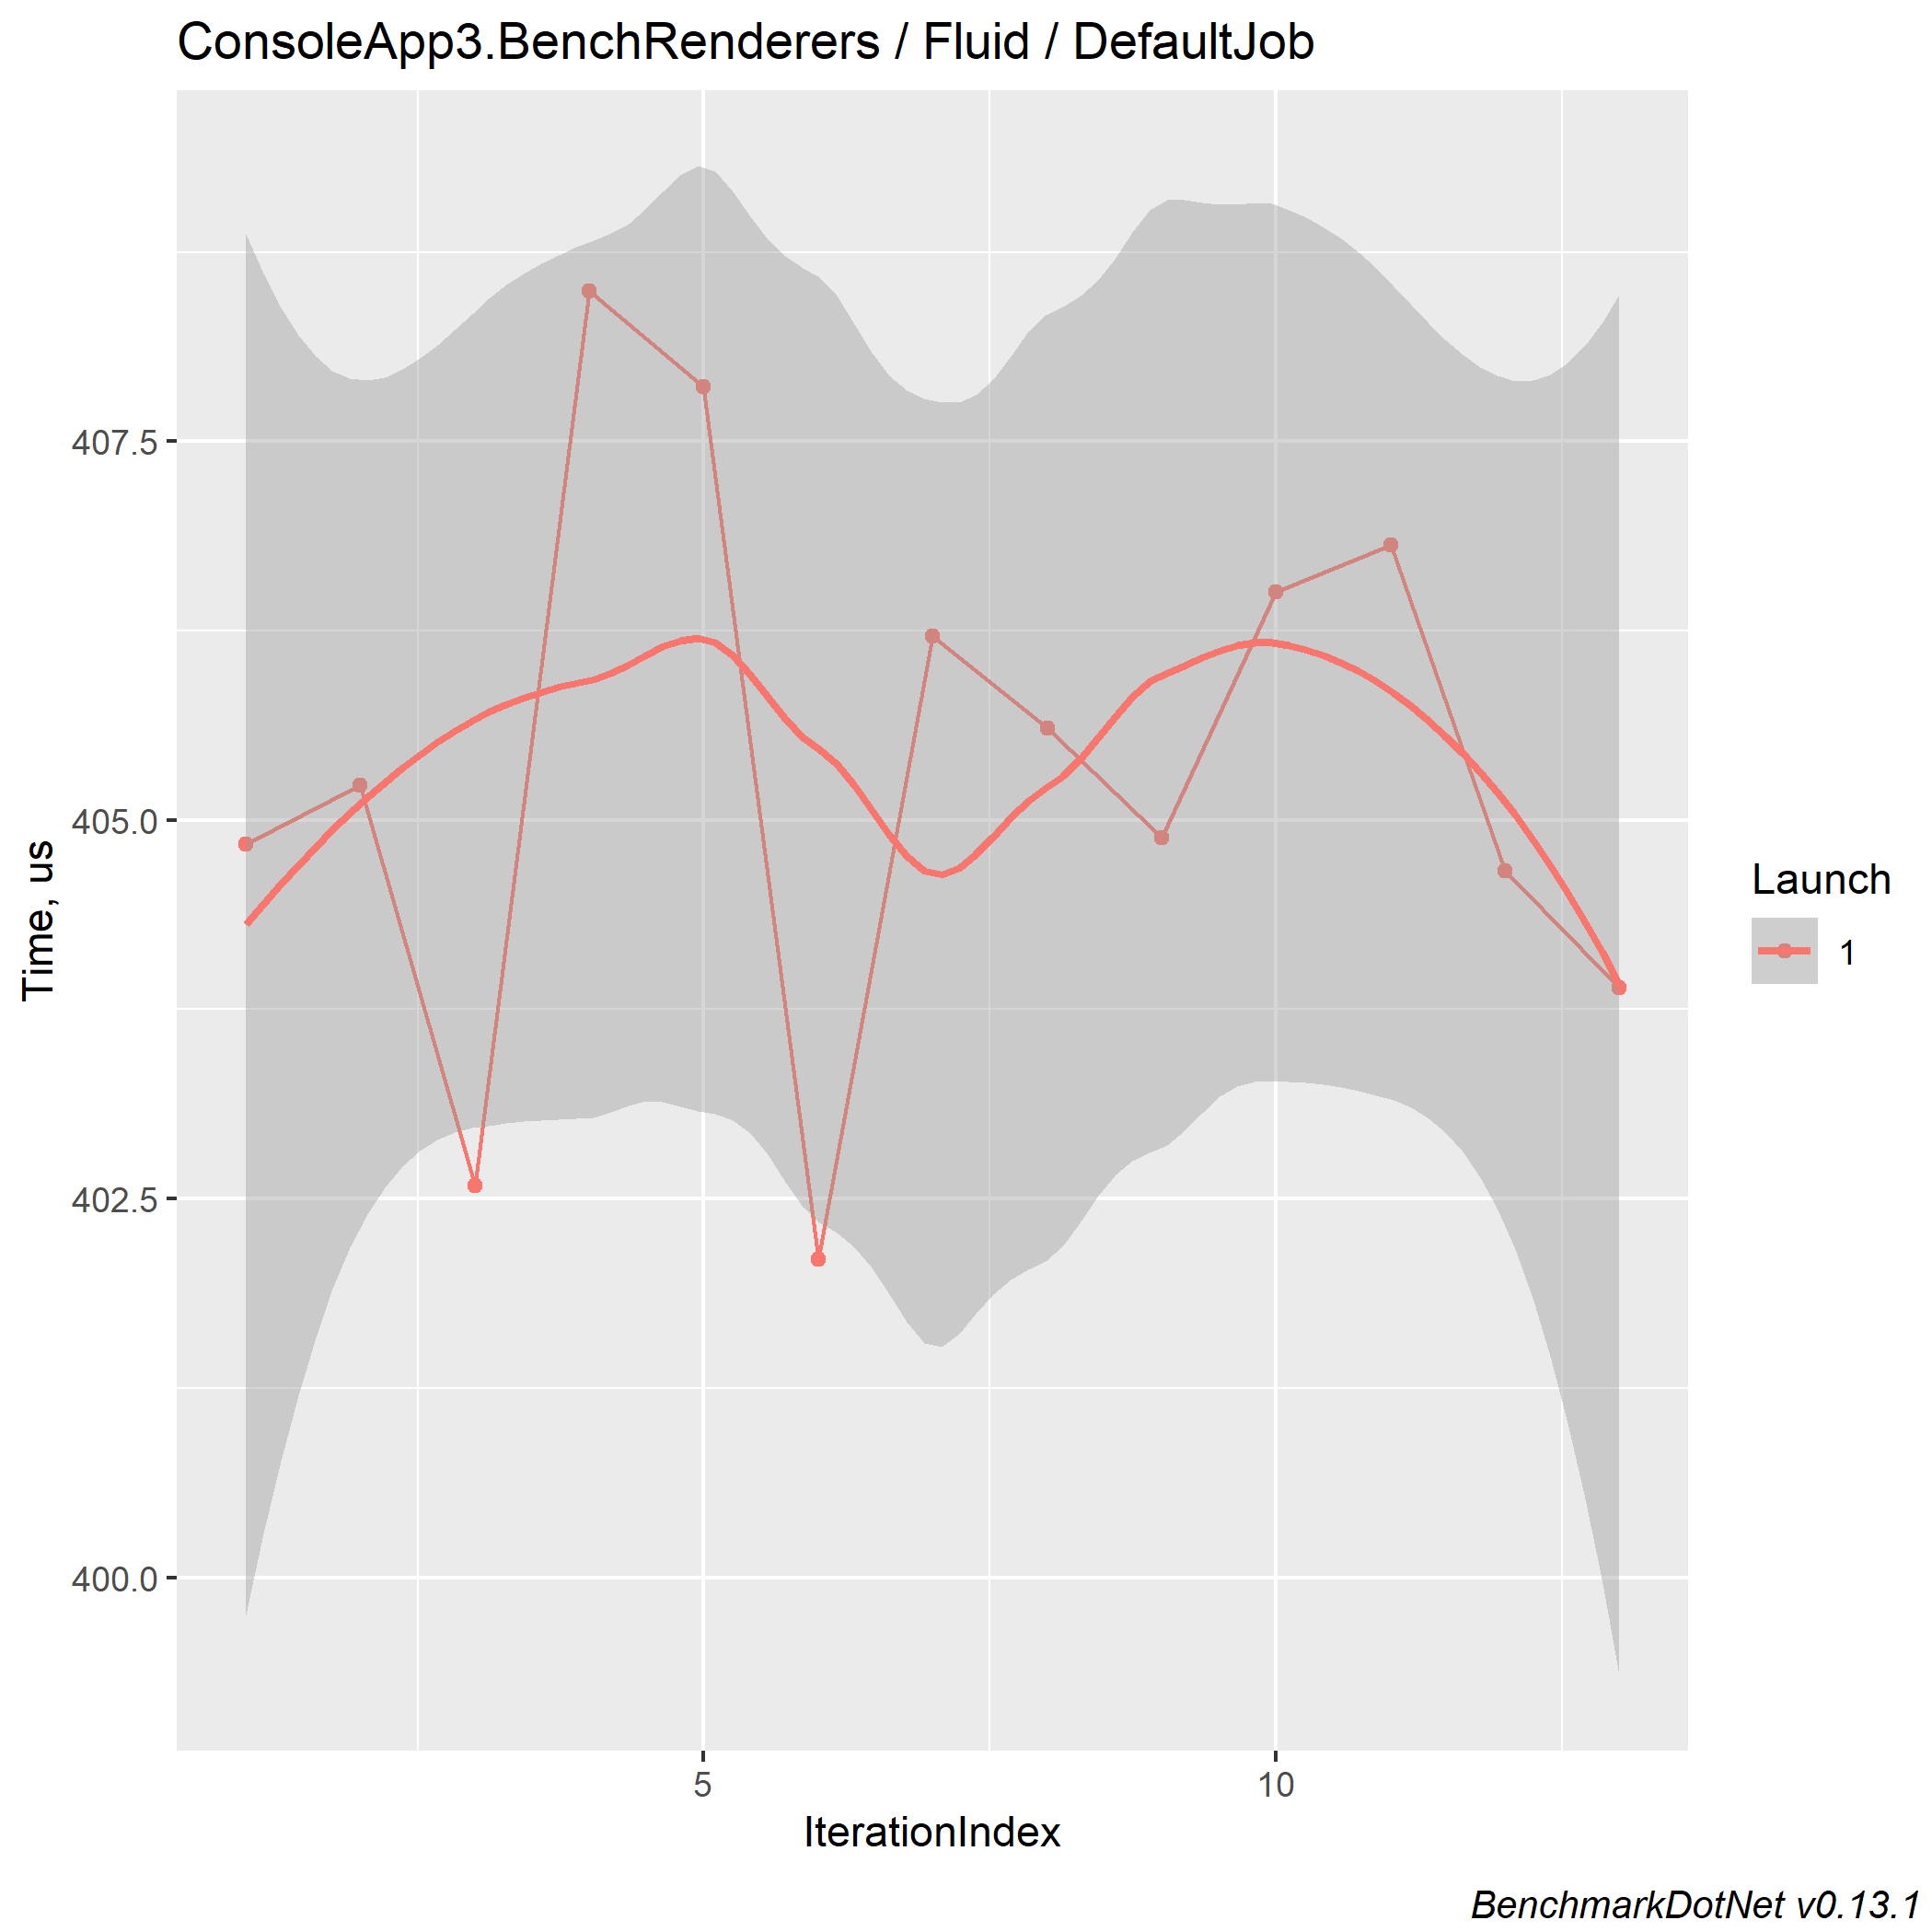 ConsoleApp3.BenchRenderers / Fluid / DefaultJob
Time, us
407.5
405.0
402.5
400.0
5
10
IterationIndex
Launch
1
BenchmarkDotNet v0.13.1